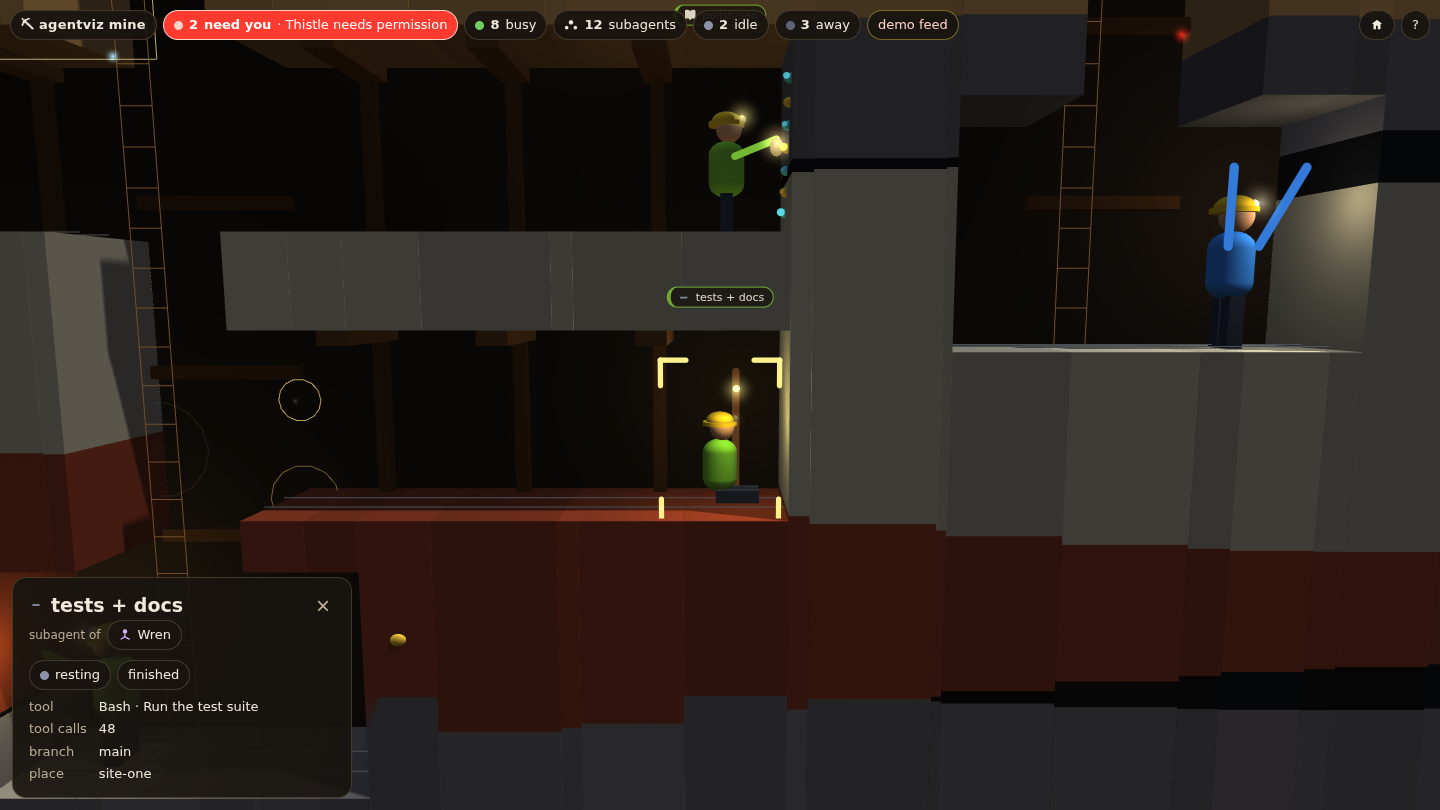 agentviz mine
2 need you · Thistle needs permission
8 busy
12 subagents
2 idle
3 away
demo feed
?
tests + docs
tests + docs
subagent of Wren
resting
finished
tool Bash · Run the test suite
tool calls 48
branch main
place site-one